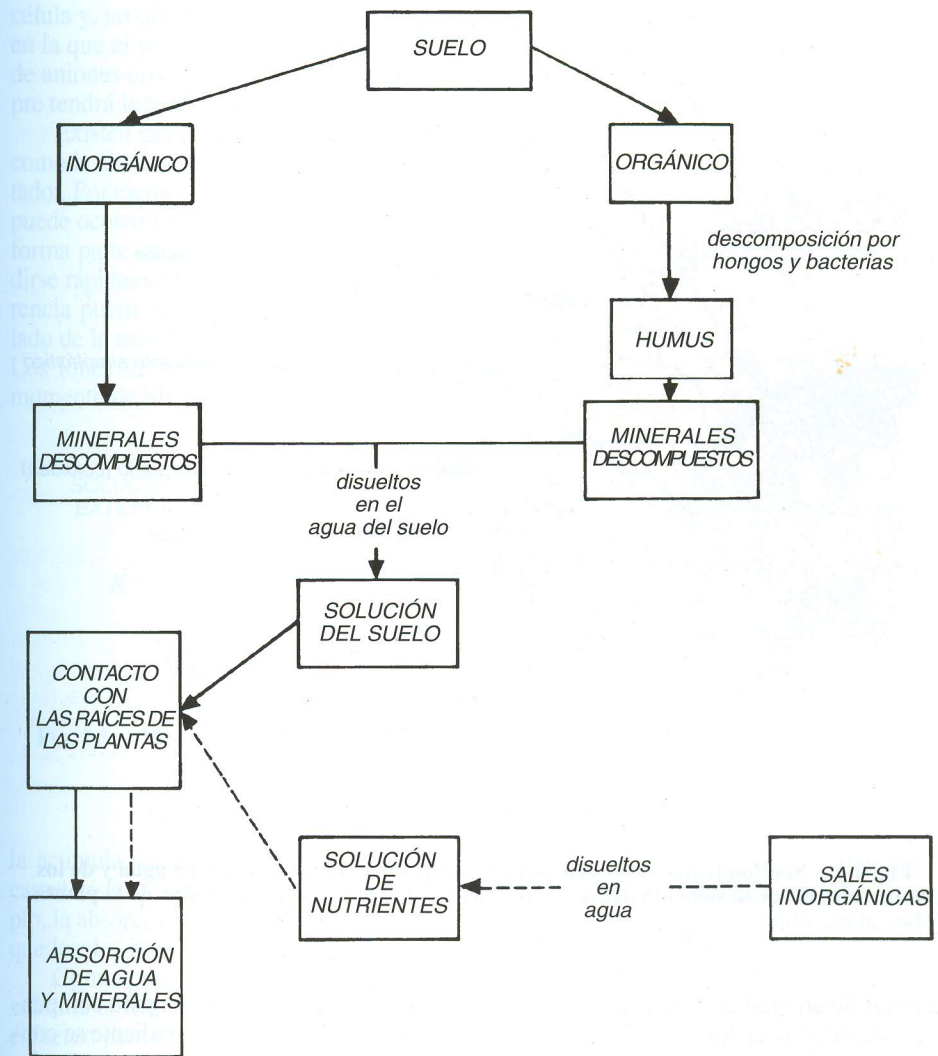 SUELO
INORGÁNICO
ORGÁNICO
descomposición por
hongos y bacterias
HUMUS
MINERALES
DESCOMPUESTOS
MINERALES
DESCOMPUESTOS
disueltos
en el
agua del suelo
SOLUCIÓN
DEL SUELO
CONTACTO
CON
LAS RAÍCES DE
LAS PLANTAS
SOLUCIÓN
DE
NUTRIENTES
disueltos
en
agua
SALES
INORGÁNICAS
ABSORCIÓN
DE AGUA
Y MINERALES